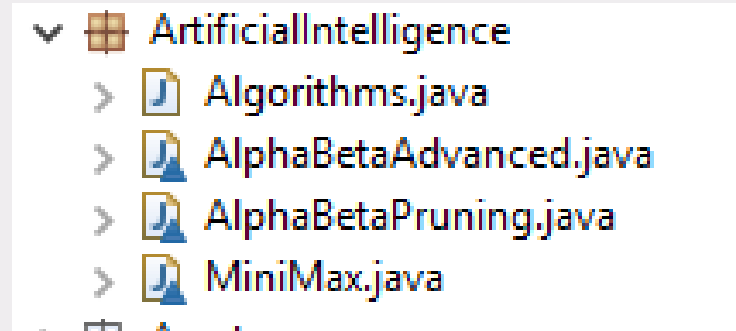 ArtificialIntelligence
Algorithms.java
AlphaBetaAdvanced.java
AlphaBetaPruning.java
MiniMax.java